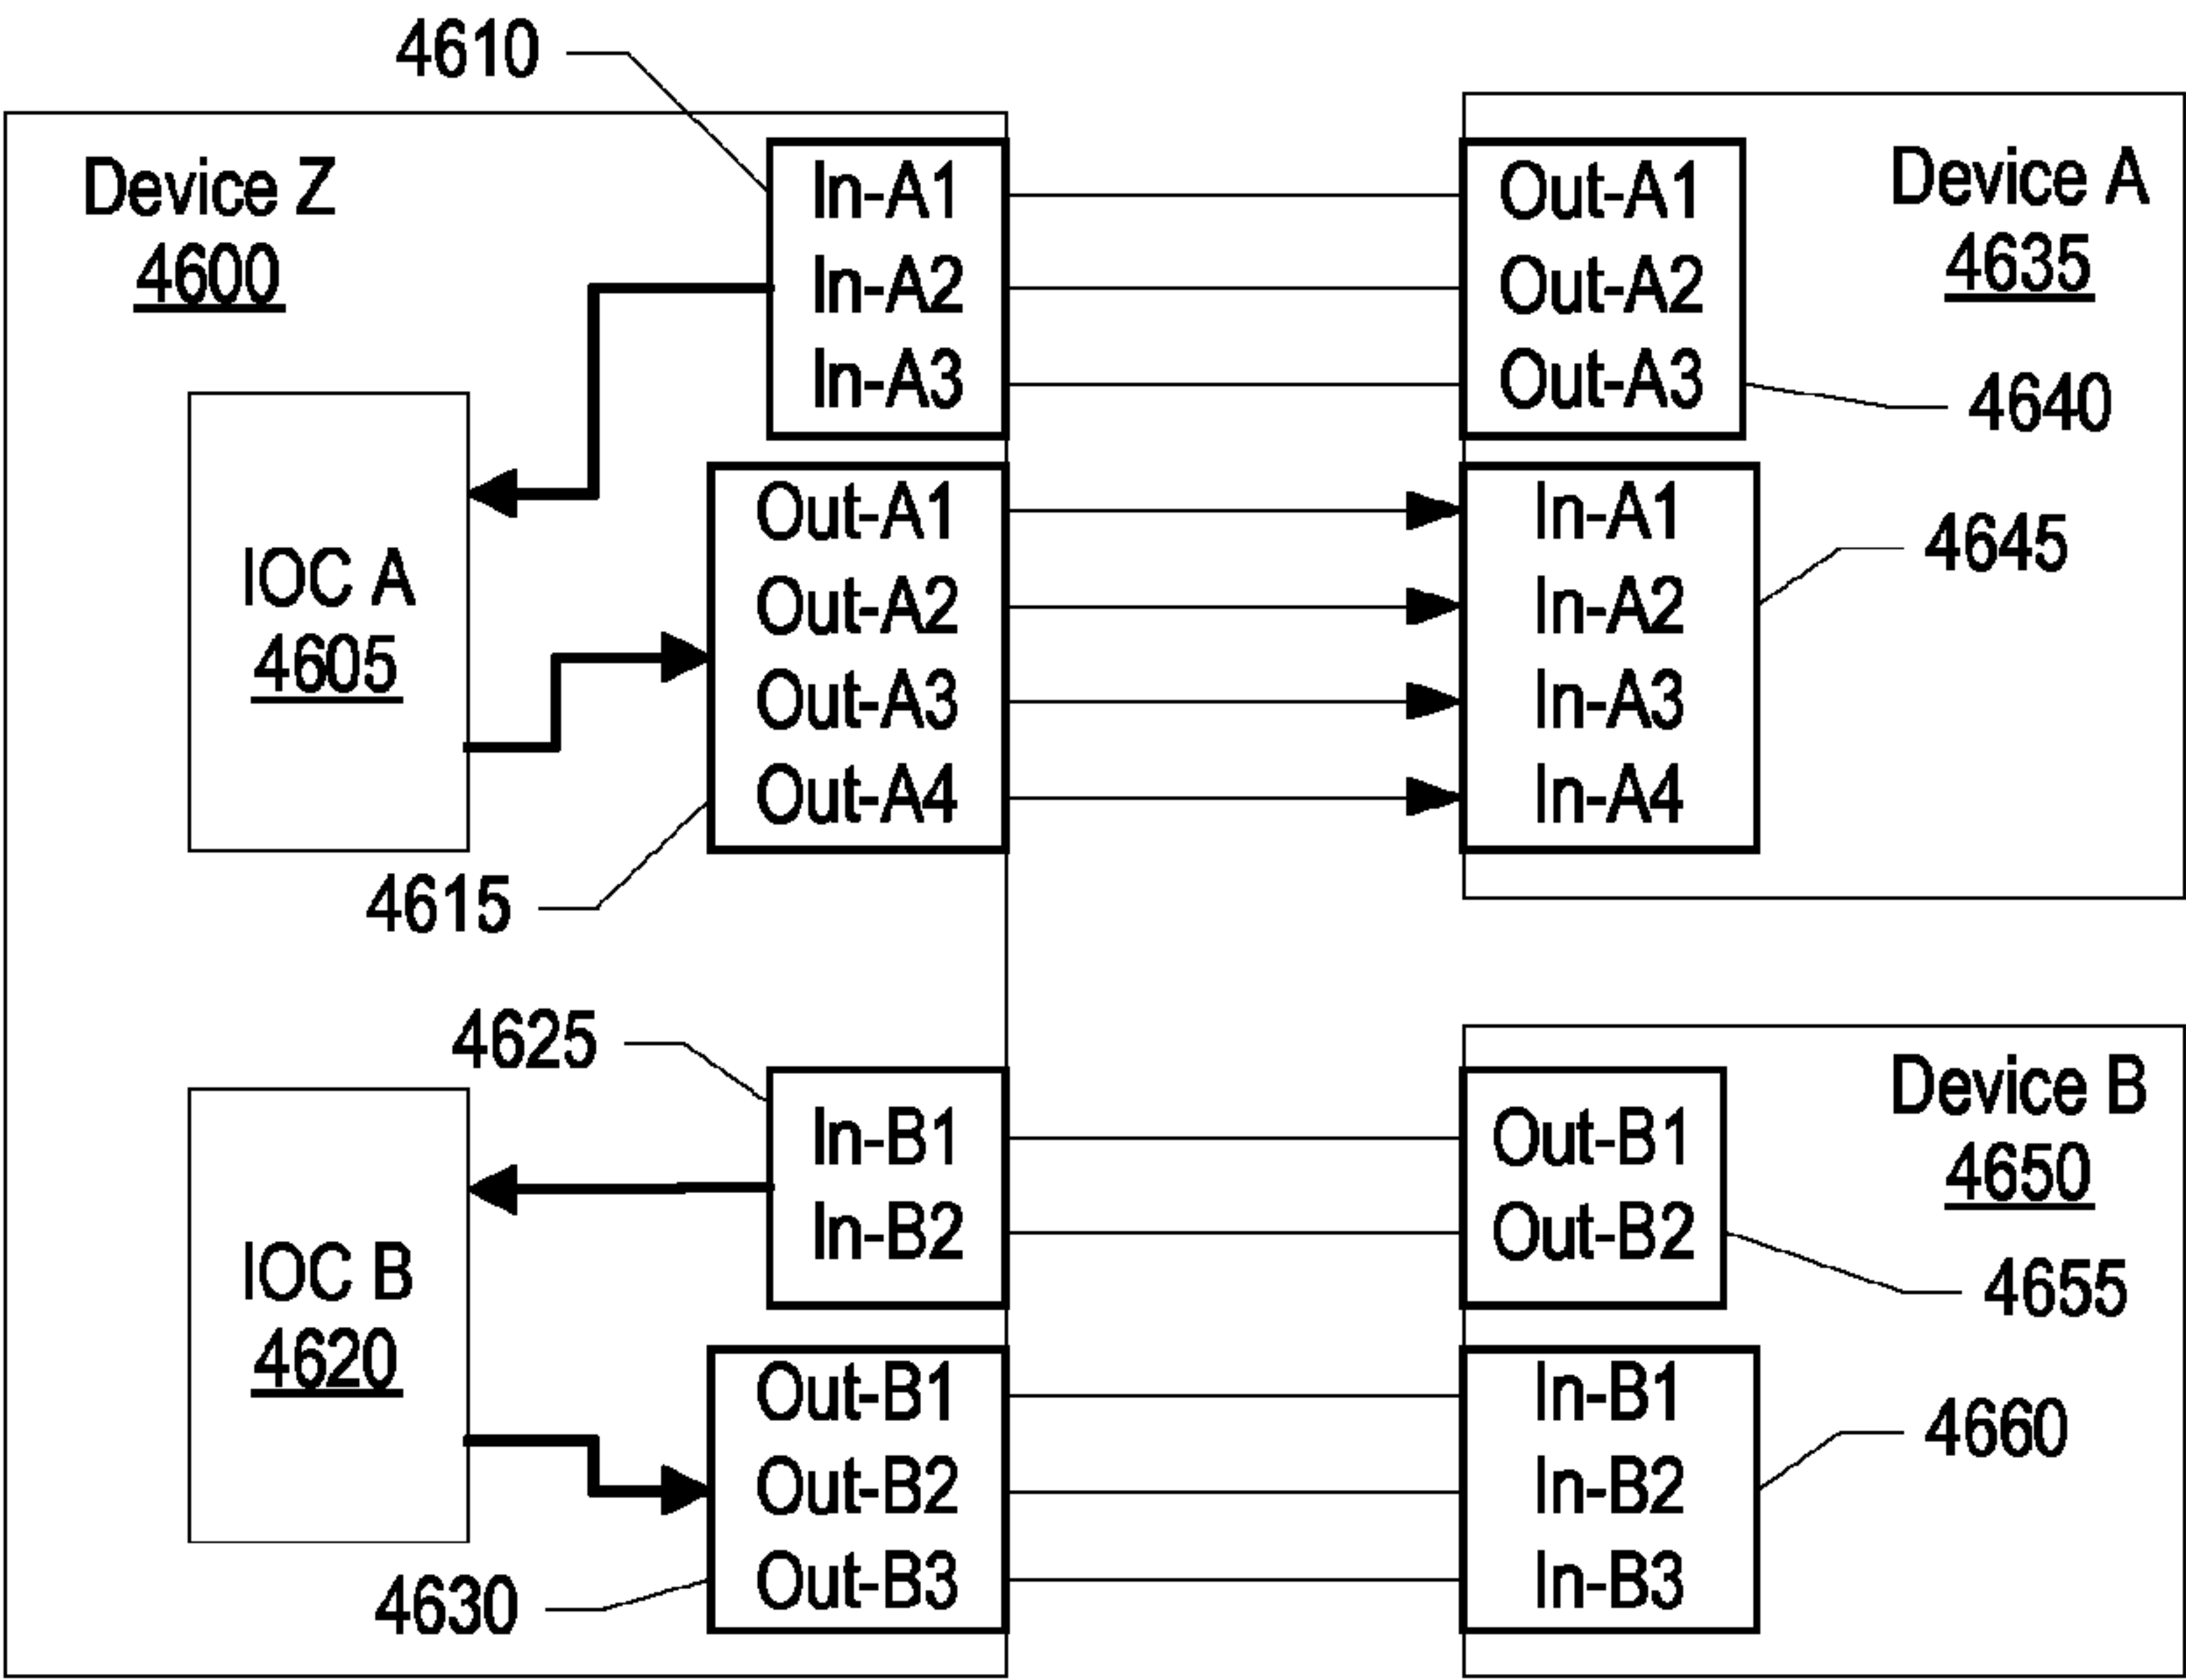 4610
Device Z
4600
In-A1
In-A2
In-A3
Out-A1
Out-A2
Out-A3
Device A
4635
4640
IOC A
4605
Out-A1
Out-A2
Out-A3
Out-A4
In-A1
In-A2
In-A3
In-A4
4645
4615
4625
In-B1
In-B2
Out-B1
Out-B2
Device B
4650
4655
IOC B
4620
Out-B1
Out-B2
Out-B3
In-B1
In-B2
In-B3
4660
4630